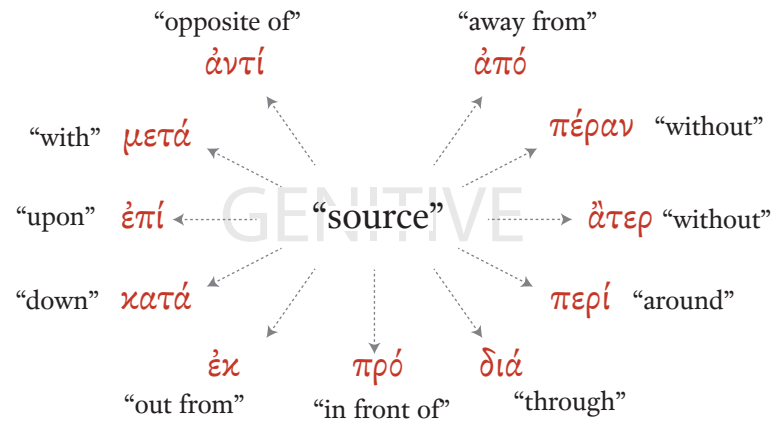 “opposite of”
ἀντί
“away from”
ἀπό
“with” μετά
πέραν “without”
“upon” ἐπί
GENITIVE
“source”
ἂτερ “without”
“down” κατά
περί “around”
ἐκ
“out from”
πρό
“in front of”
διά
“through”